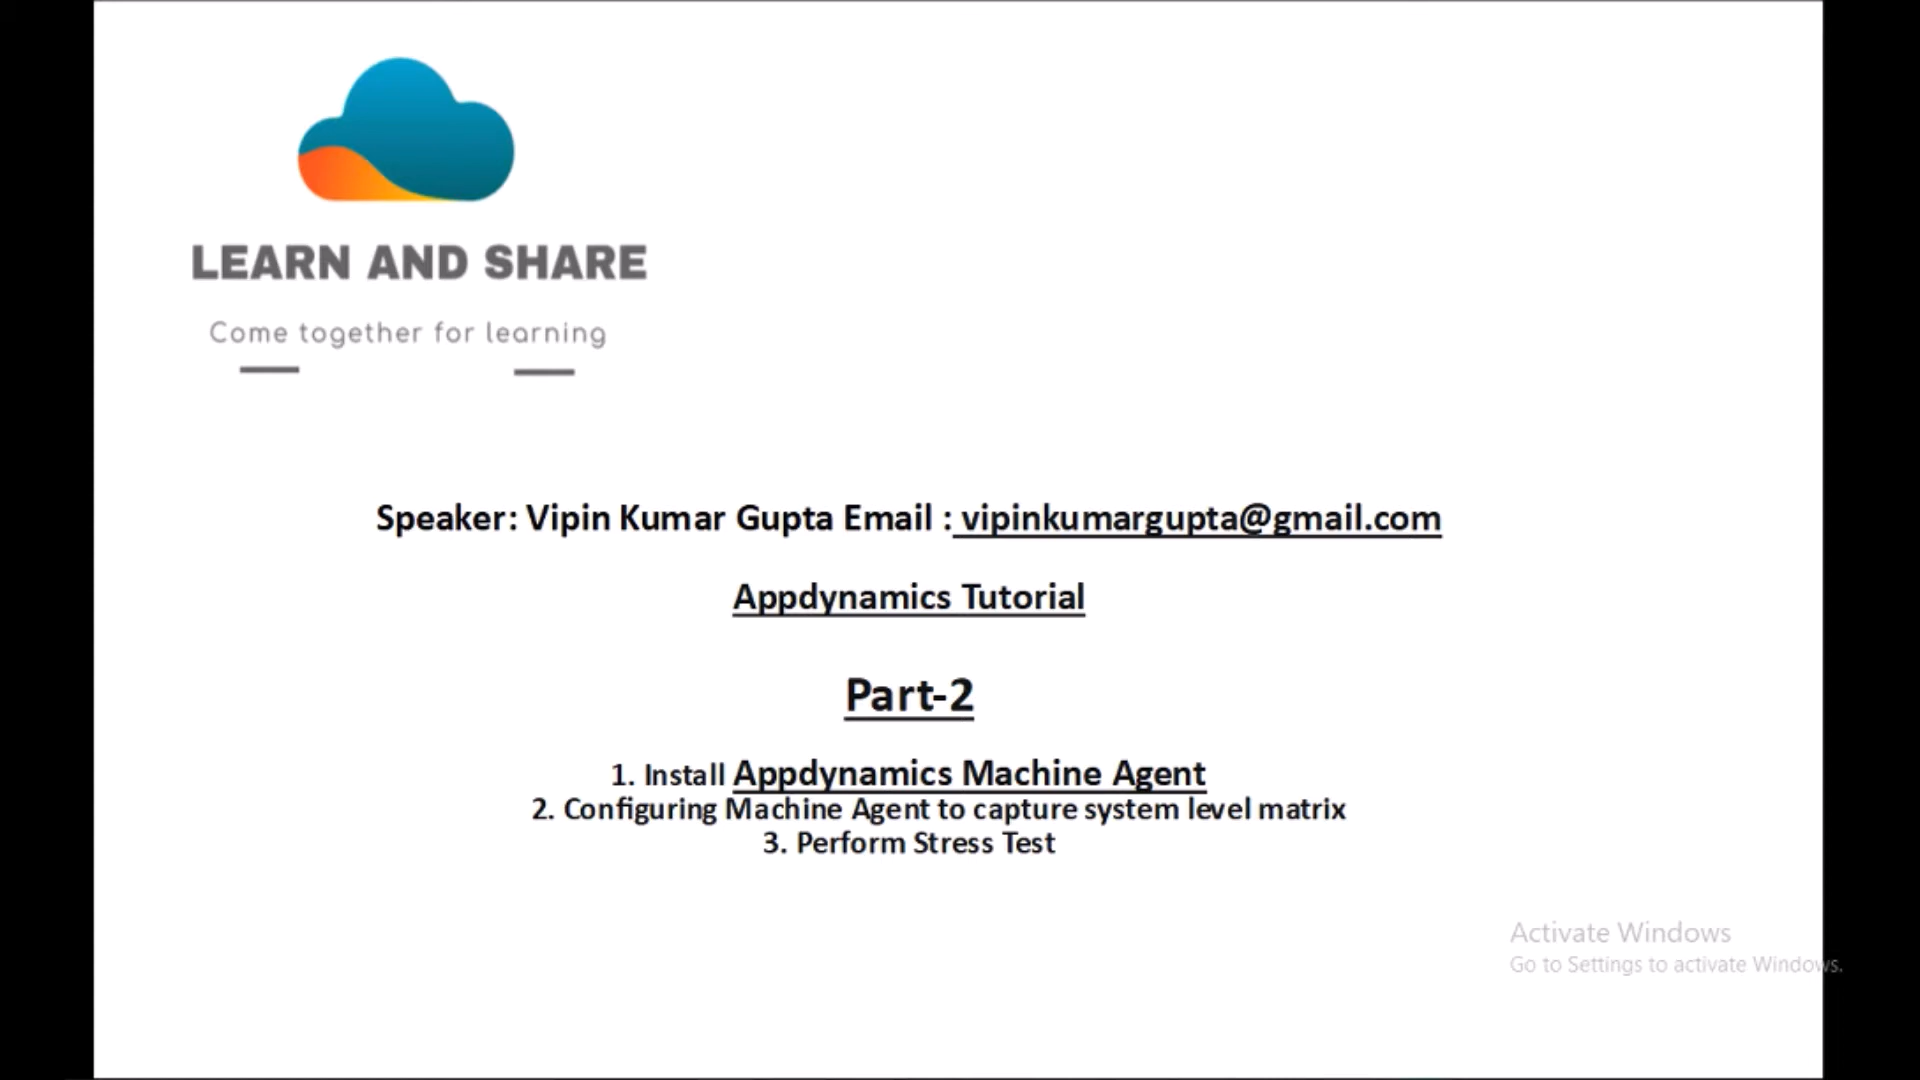 LEARN AND SHARE
Come together for learning
Speaker: Vipin Kumar Gupta Email : vipinkumargupta@gmail.com
Appdynamics Tutorial
Part-2
1. Install Appdynamics Machine Agent
2. Configuring Machine Agent to capture system level matrix
3. Perform Stress Test
Activate Windows
Go to Settings to activate Windows.